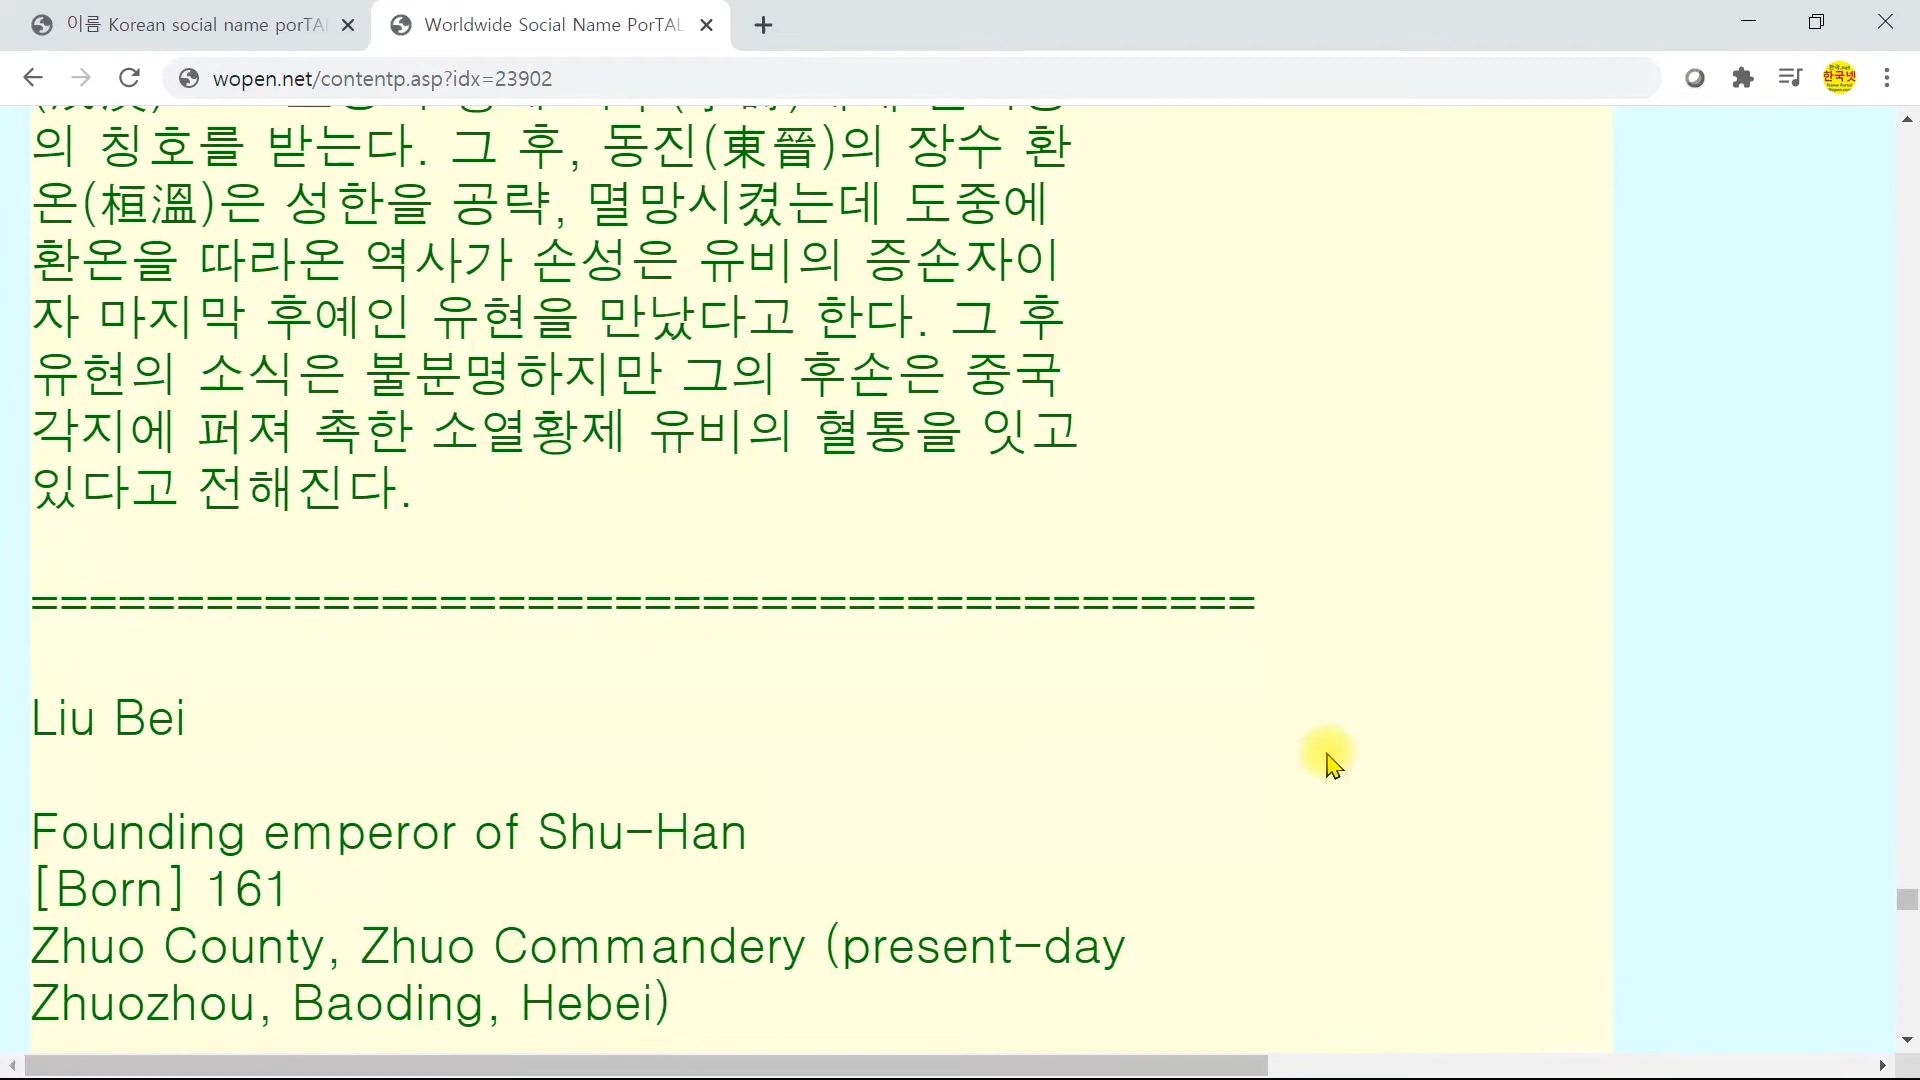 이름 Korean social name porTAL
Worldwide Social Name PorTAL
wopen.net/contentp.asp?idx=23902
한국넷
의 칭호를 받는다. 그 후, 동진(東晉)의 장수 환
온(桓溫)은 성한을 공략, 멸망시켰는데 도중에
환온을 따라온 역사가 손성은 유비의 증손자이
자 마지막 후예인 유현을 만났다고 한다. 그 후
유현의 소식은 불분명하지만 그의 후손은 중국
각지에 퍼져 촉한 소열황제 유비의 혈통을 잇고
있다고 전해진다.
==========================================
Liu Bei
Founding emperor of Shu-Han
[Born] 161
Zhuo County, Zhuo Commandery (present-day
Zhuozhou, Baoding, Hebei)